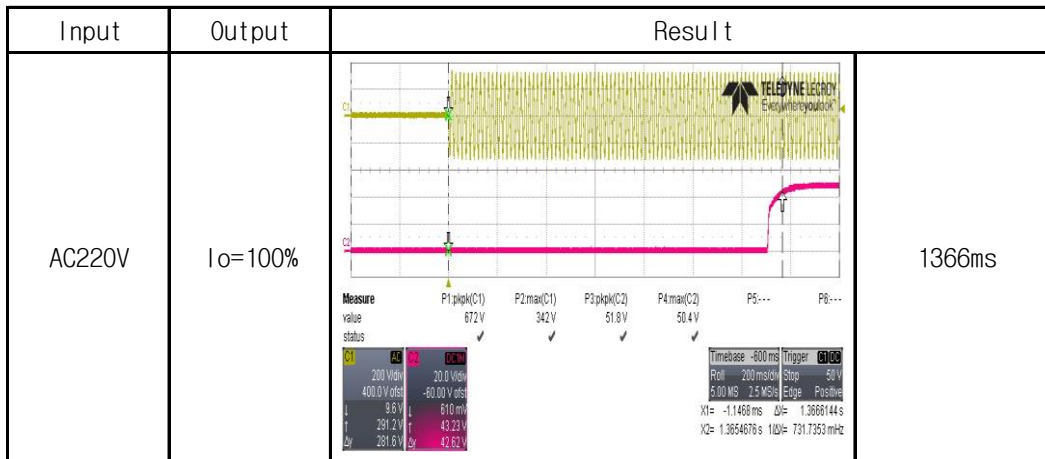 Input Output Result
AC220V Io=100% 1366ms
TELEDYNE LECROY
Everywhereyoulook
C1
C2
Measure P1:pkpk(C1) P2:max(C1) P3:pkpk(C2) P4:max(C2) P5:--- P6:---
value 672 V 342 V 51.8 V 50.4 V
status ✔ ✔ ✔ ✔
C1 AC C2 DC1M Timebase -600 ms Trigger C1 DC
200 V/div 20.0 V/div Roll 200 ms/div Stop 50 V
400.0 V ofst -60.00 V ofst 5.00 MS 2.5 MS/s Edge Positive
↓ 9.6 V ↓ 610 mV X1= -1.1468 ms ΔX= 1.3666144 s
↑ 291.2 V ↑ 43.23 V X2= 1.3654676 s 1/ΔX= 731.7353 mHz
Δy 281.6 V Δy 42.62 V